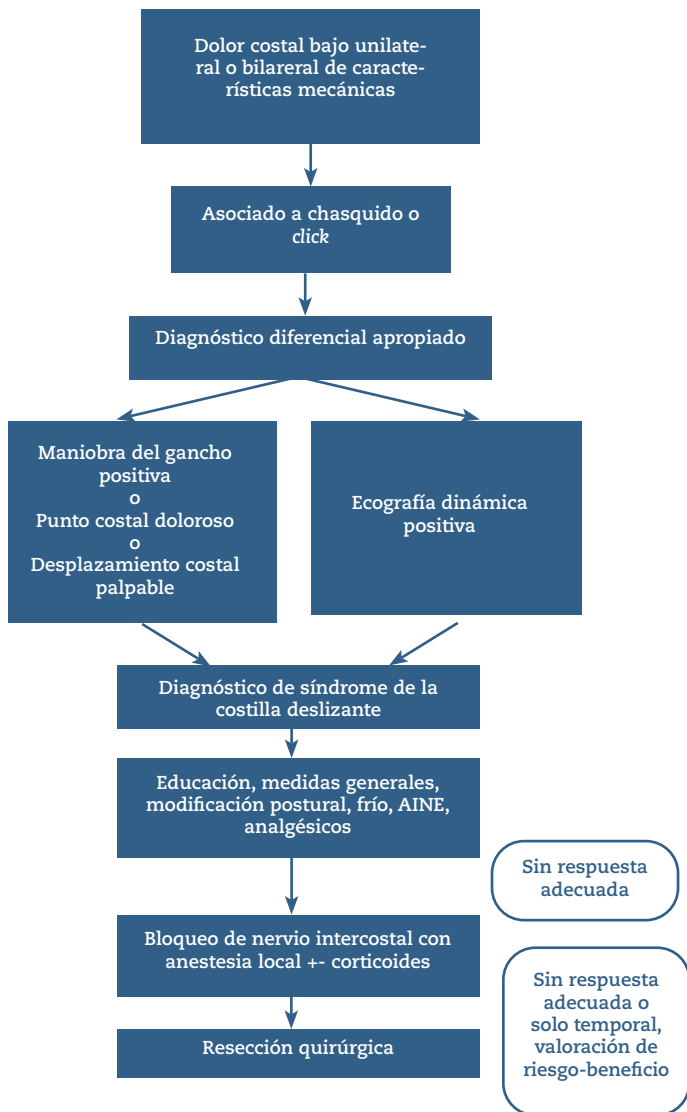 Dolor costal bajo unilate-
ral o bilareral de caracte-
rísticas mecánicas
Asociado a chasquido o
click
Diagnóstico diferencial apropiado
Maniobra del gancho
positiva
o
Punto costal doloroso
o
Desplazamiento costal
palpable
Ecografía dinámica
positiva
Diagnóstico de síndrome de la
costilla deslizante
Educación, medidas generales,
modificación postural, frío, AINE,
analgésicos
Sin respuesta
adecuada
Bloqueo de nervio intercostal con
anestesia local +- corticoides
Sin respuesta
adecuada o
solo temporal,
valoración de
riesgo-beneficio
Resección quirúrgica